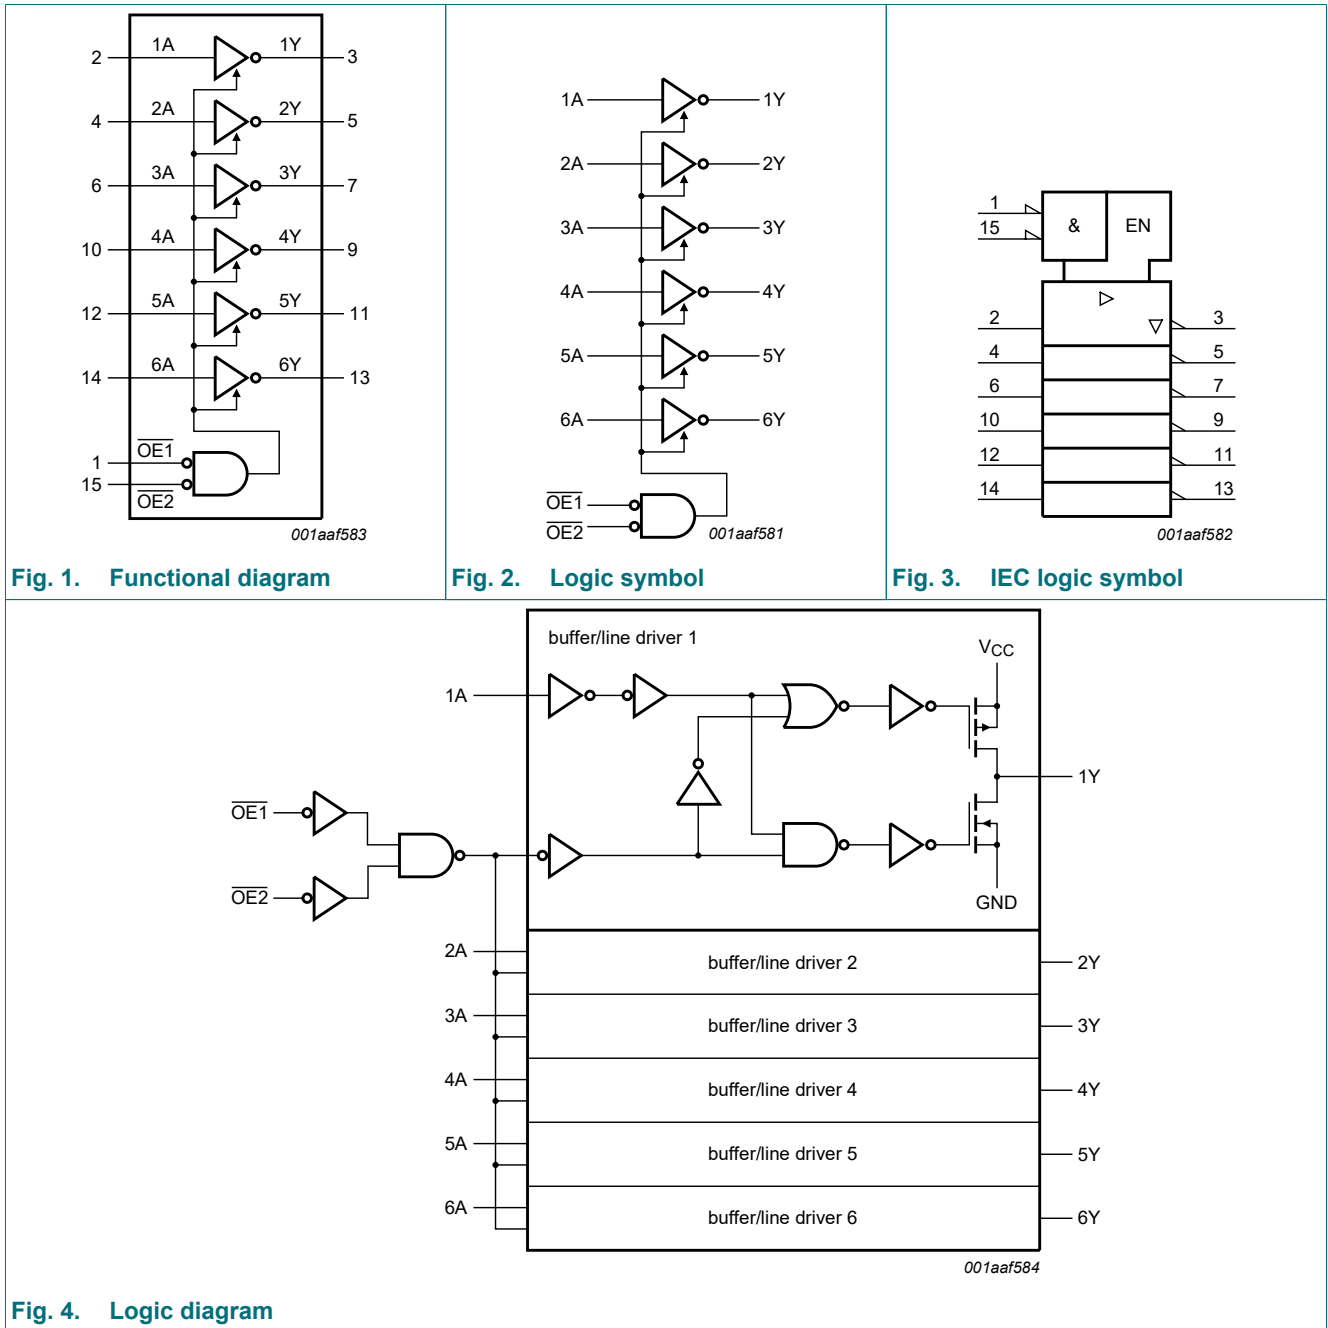 2 1A 1Y 3
4 2A 2Y 5
6 3A 3Y 7
10 4A 4Y 9
12 5A 5Y 11
14 6A 6Y 13
1 OE1
15 OE2
001aaf583
Fig. 1. Functional diagram
1A 1Y
2A 2Y
3A 3Y
4A 4Y
5A 5Y
6A 6Y
OE1
OE2
001aaf581
Fig. 2. Logic symbol
1
15
& EN
2 3
4 5
6 7
10 9
12 11
14 13
001aaf582
Fig. 3. IEC logic symbol
buffer/line driver 1
VCC
1A
1Y
OE1
OE2
GND
2A buffer/line driver 2 2Y
3A buffer/line driver 3 3Y
4A buffer/line driver 4 4Y
5A buffer/line driver 5 5Y
6A buffer/line driver 6 6Y
001aaf584
Fig. 4. Logic diagram